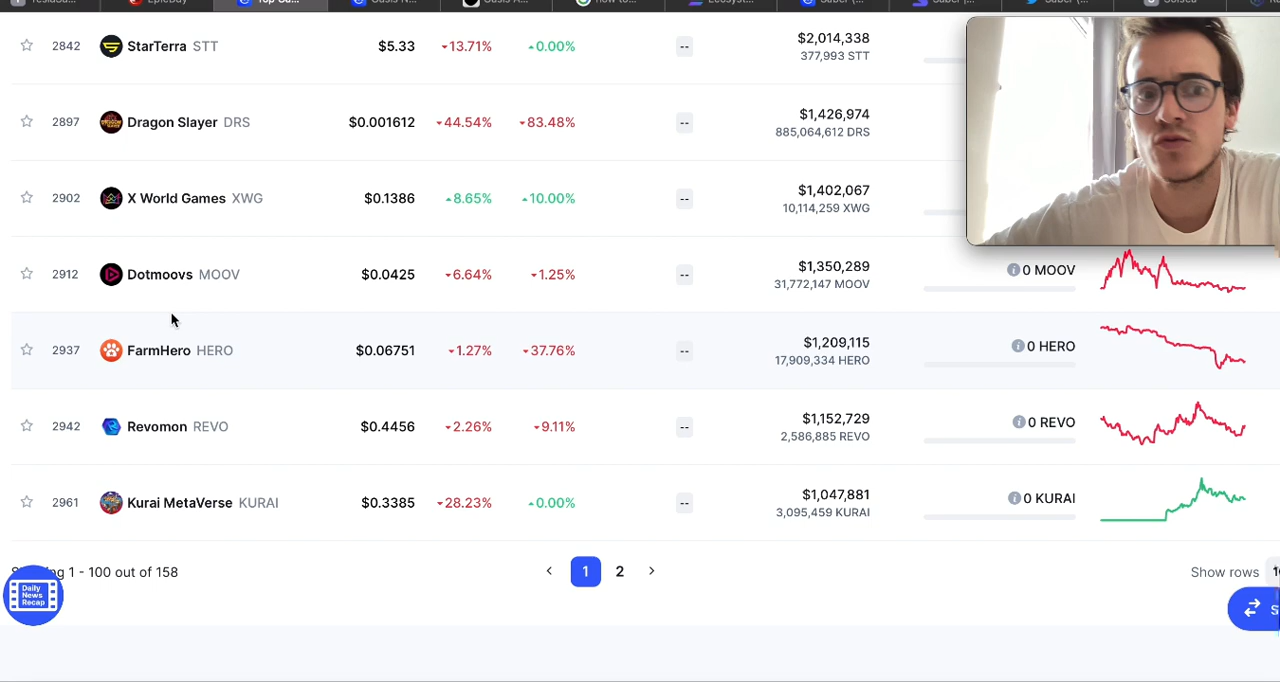 2842 StarTerra STT $5.33 13.71% 0.00% -- $2,014,338
377,993 STT
2897 Dragon Slayer DRS $0.001612 44.54% 83.48% -- $1,426,974
885,064,612 DRS
2902 X World Games XWG $0.1386 8.65% 10.00% -- $1,402,067
10,114,259 XWG
2912 Dotmoovs MOOV $0.0425 6.64% 1.25% -- $1,350,289 0 MOOV
31,772,147 MOOV
2937 FarmHero HERO $0.06751 1.27% 37.76% -- $1,209,115 0 HERO
17,909,334 HERO
2942 Revomon REVO $0.4456 2.26% 9.11% -- $1,152,729 0 REVO
2,586,885 REVO
2961 Kurai MetaVerse KURAI $0.3385 28.23% 0.00% -- $1,047,881 0 KURAI
3,095,459 KURAI
1 - 100 out of 158 1 2 Show rows
Daily
News
Recap